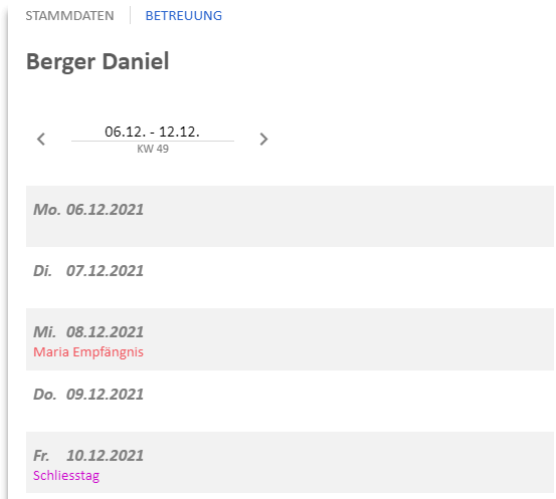 STAMMDATEN BETREUUNG
Berger Daniel
06.12. - 12.12.
KW 49
Mo. 06.12.2021
Di. 07.12.2021
Mi. 08.12.2021
Maria Empfängnis
Do. 09.12.2021
Fr. 10.12.2021
Schliesstag